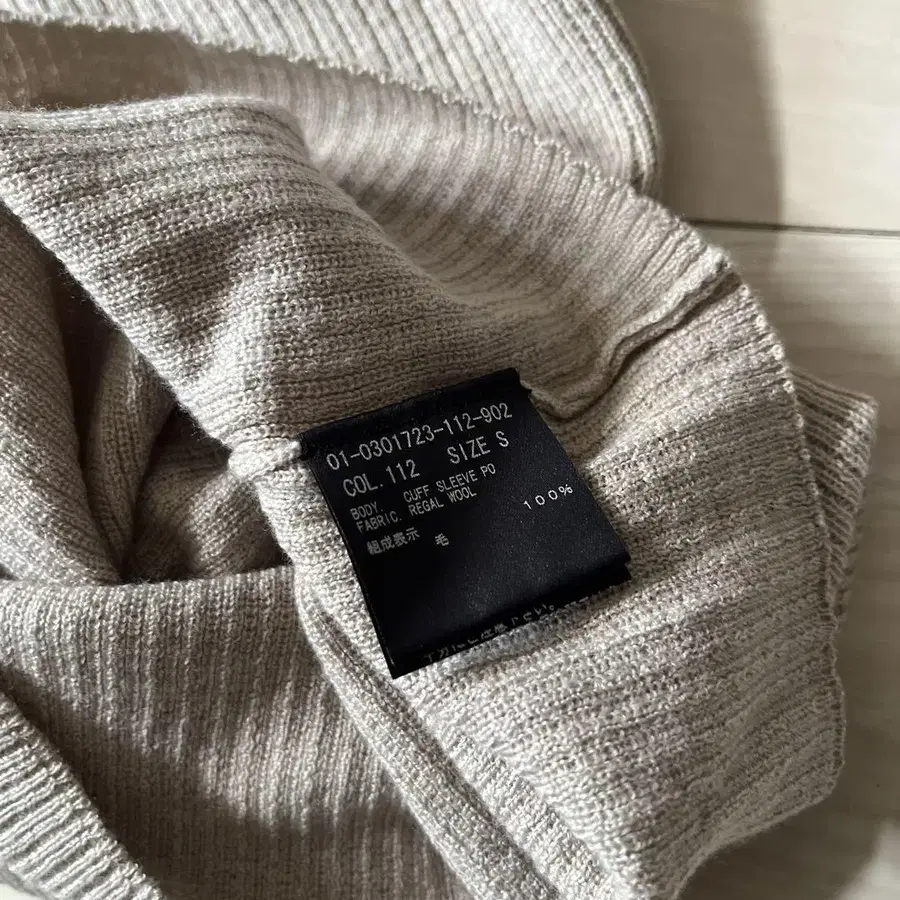 01-0301723-112-902
COL. 112 SIZE S
BODY. CUFF SLEEVE PO
FABRIC. REGAL WOOL
組成表示 毛 100%